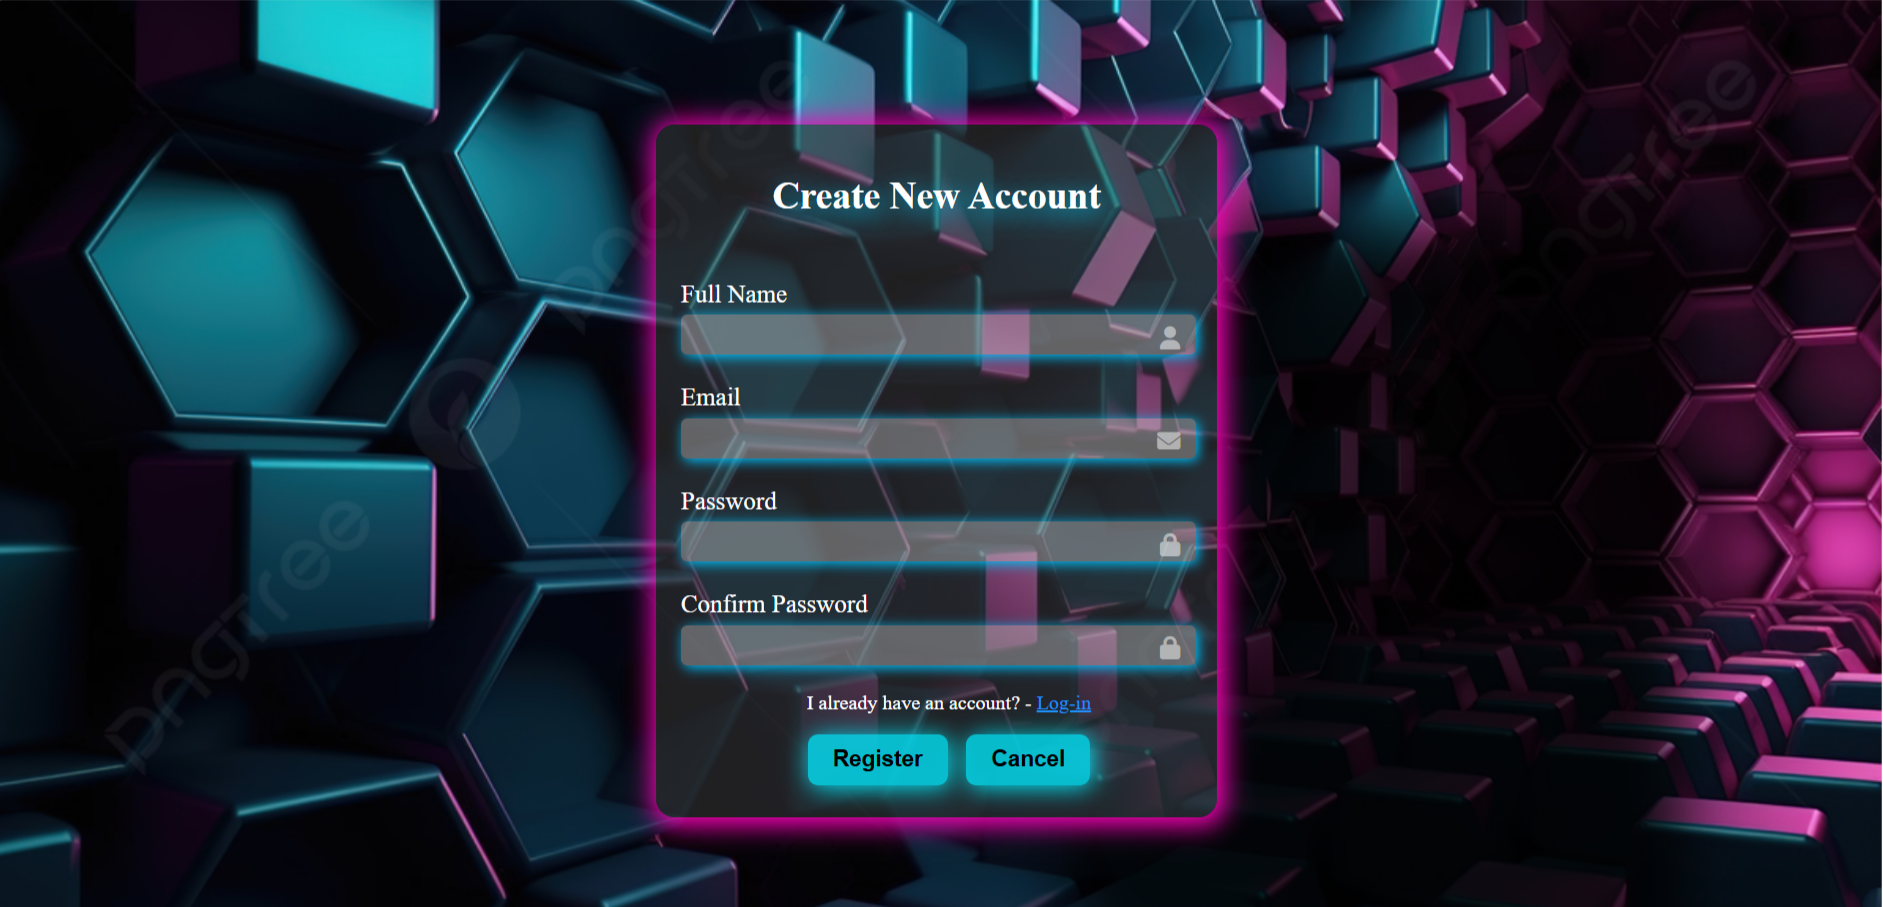 Create New Account
Full Name
Email
Password
Confirm Password
I already have an account? - Log-in
Register
Cancel
pngtree
pngtree
pngtree